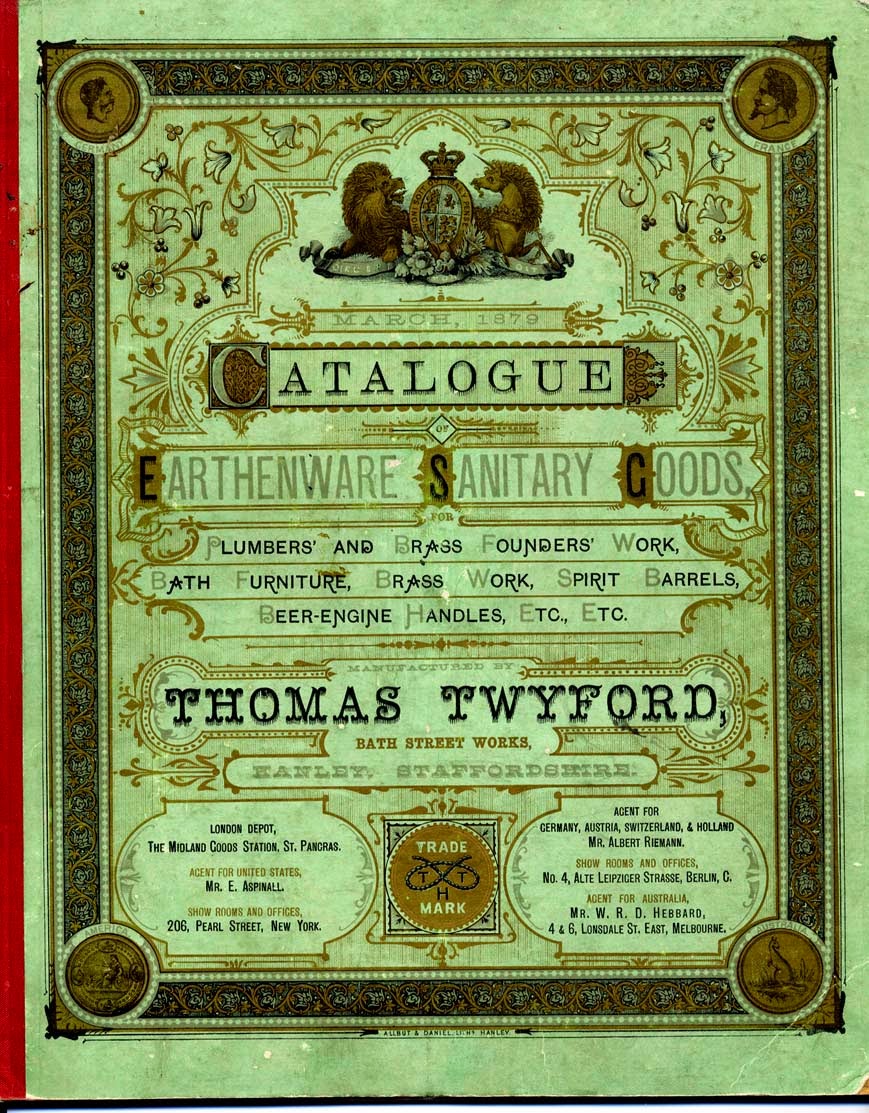 GERMANY
FRANCE
MARCH, 1879
CATALOGUE
OF
EARTHENWARE SANITARY GOODS,
FOR
PLUMBERS' AND BRASS FOUNDERS' WORK,
BATH FURNITURE, BRASS WORK, SPIRIT BARRELS,
BEER-ENGINE HANDLES, ETC., ETC.
MANUFACTURED BY
THOMAS TWYFORD,
BATH STREET WORKS,
HANLEY, STAFFORDSHIRE.
LONDON DEPOT,
THE MIDLAND GOODS STATION, ST. PANCRAS.
AGENT FOR UNITED STATES,
MR. E. ASPINALL.
SHOW ROOMS AND OFFICES,
206, PEARL STREET, NEW YORK.
TRADE
T T
H
MARK
AGENT FOR
GERMANY, AUSTRIA, SWITZERLAND, & HOLLAND
MR. ALBERT RIEMANN.
SHOW ROOMS AND OFFICES,
NO. 4, ALTE LEIPZIGER STRASSE, BERLIN, C.
AGENT FOR AUSTRALIA,
MR. W. R. D. HEBBARD,
4 & 6, LONSDALE ST. EAST, MELBOURNE.
AMERICA
AUSTRALIA
ALLBUT & DANIEL, LITH. HANLEY